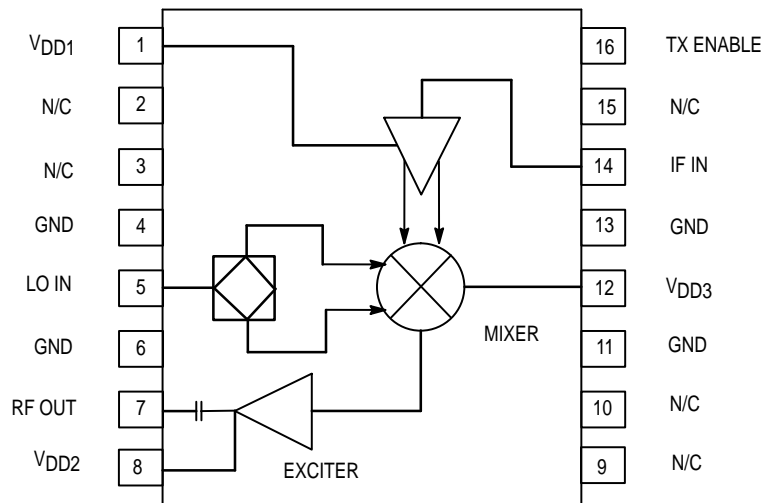 VDD1 1
N/C 2
N/C 3
GND 4
LO IN 5
GND 6
RF OUT 7
VDD2 8
16 TX ENABLE
15 N/C
14 IF IN
13 GND
12 VDD3
11 GND
10 N/C
9 N/C
MIXER
EXCITER